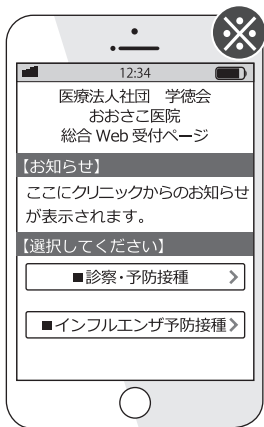 ※
12:34
医療法人社団 学徳会
おおさこ医院
総合 Web 受付ページ
【お知らせ】
ここにクリニックからのお知らせ
が表示されます。
【選択してください】
■診察・予防接種 >
■インフルエンザ予防接種 >